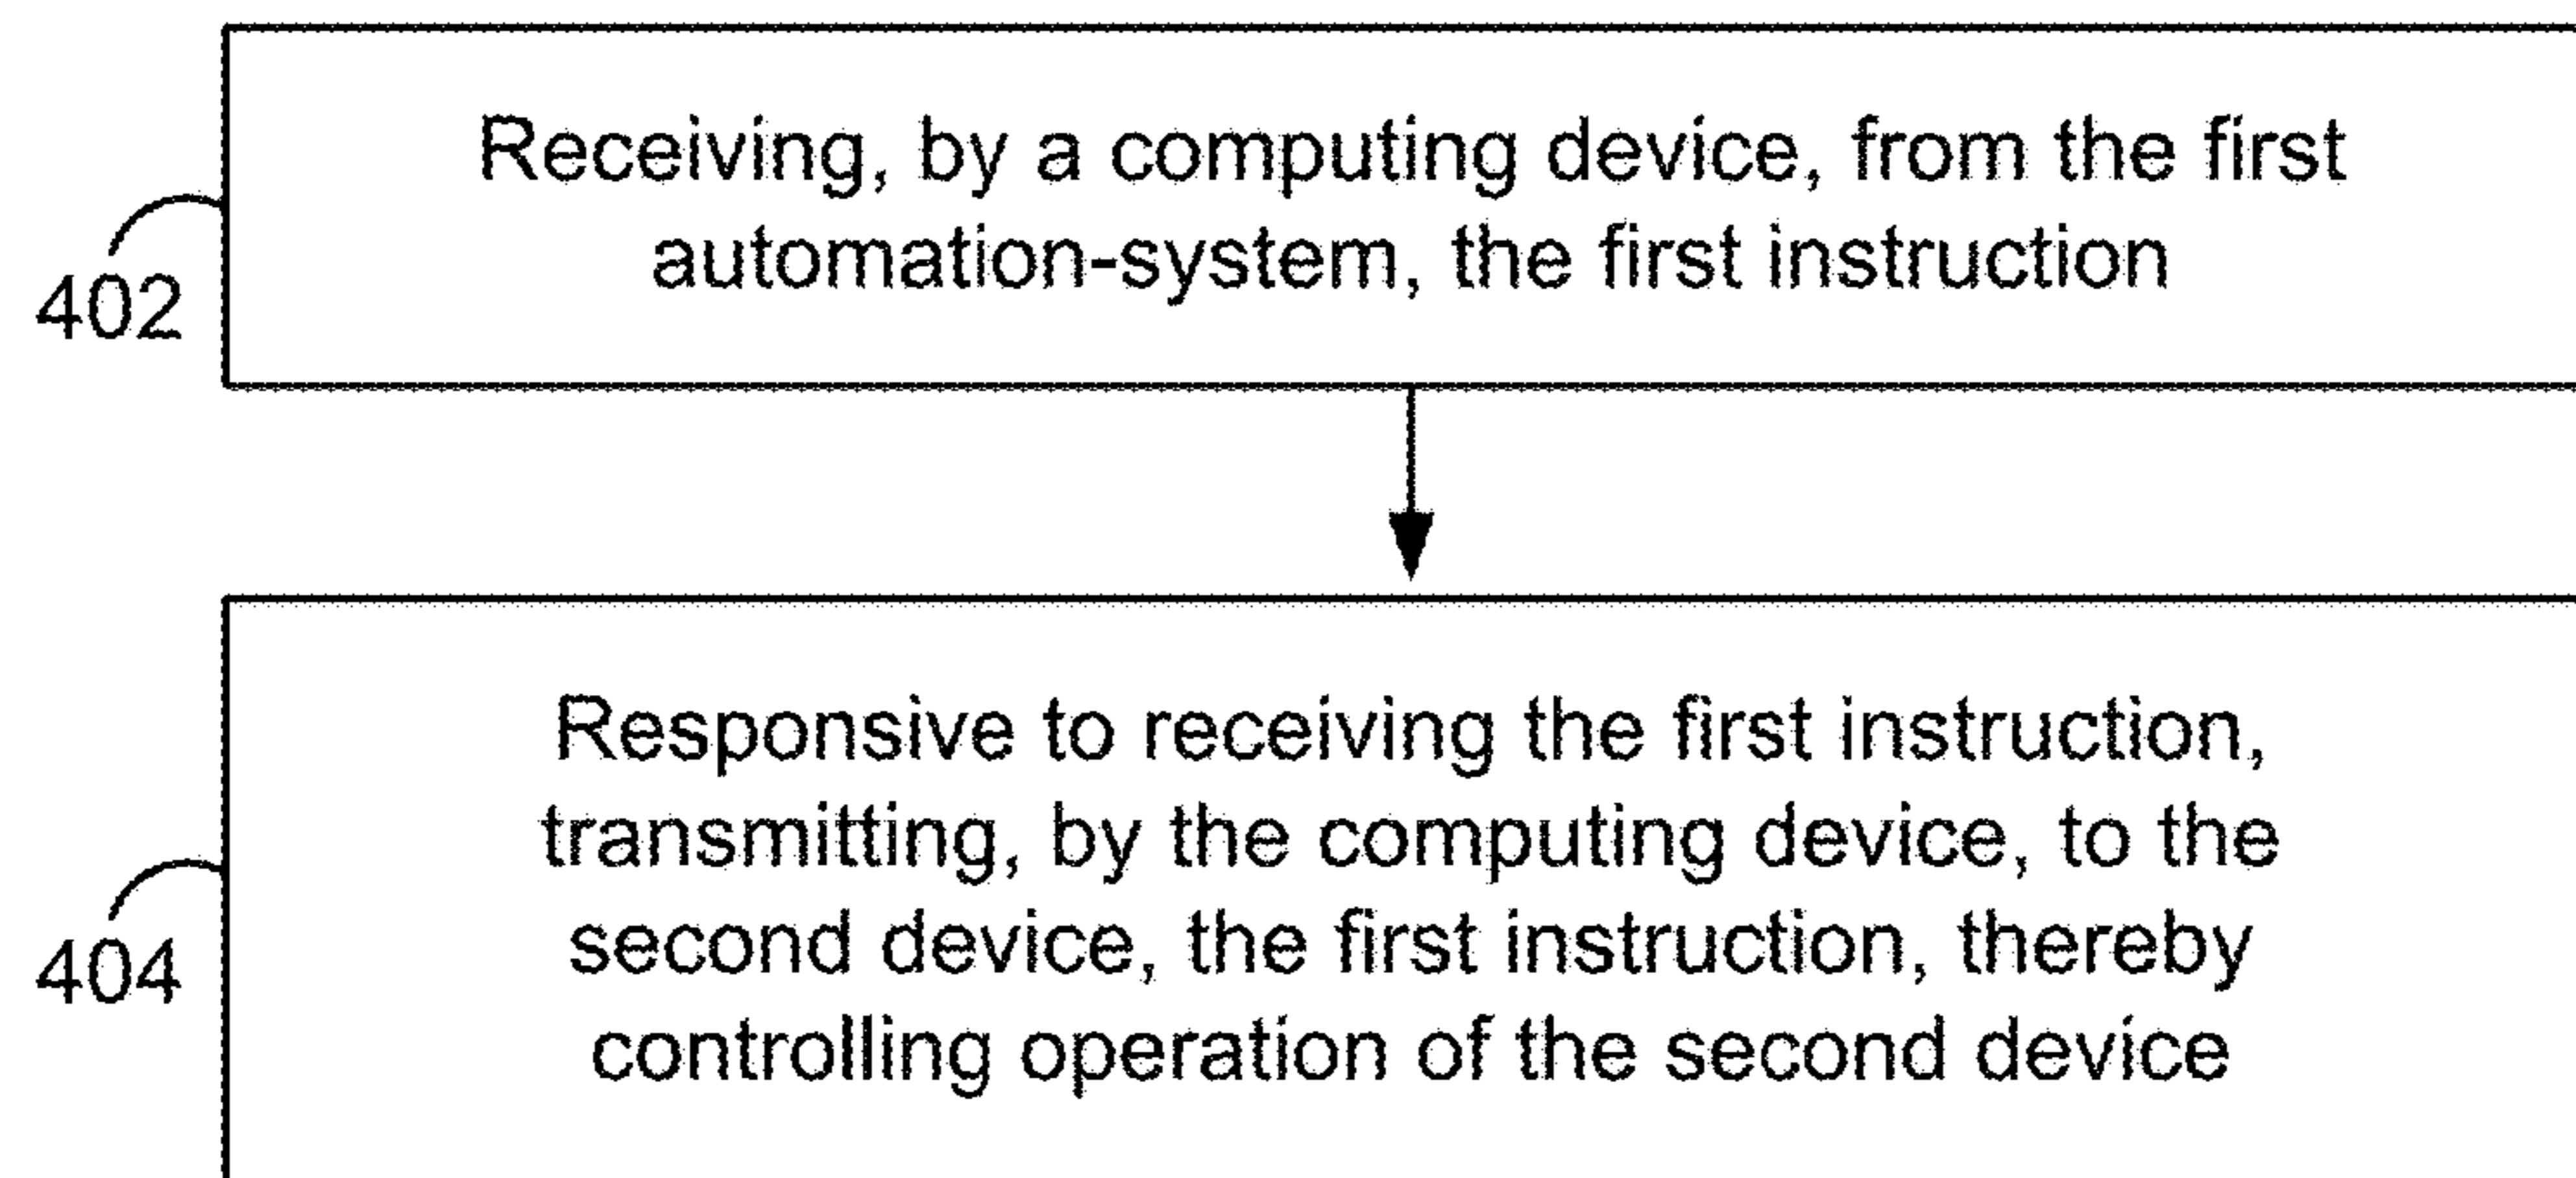 Receiving, by a computing device, from the first
automation-system, the first instruction
402
Responsive to receiving the first instruction,
transmitting, by the computing device, to the
second device, the first instruction, thereby
controlling operation of the second device
404